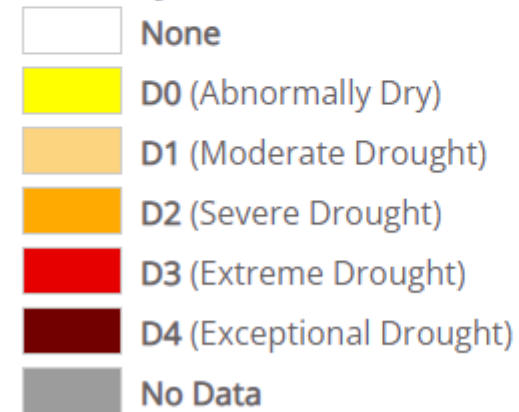 None
D0 (Abnormally Dry)
D1 (Moderate Drought)
D2 (Severe Drought)
D3 (Extreme Drought)
D4 (Exceptional Drought)
No Data